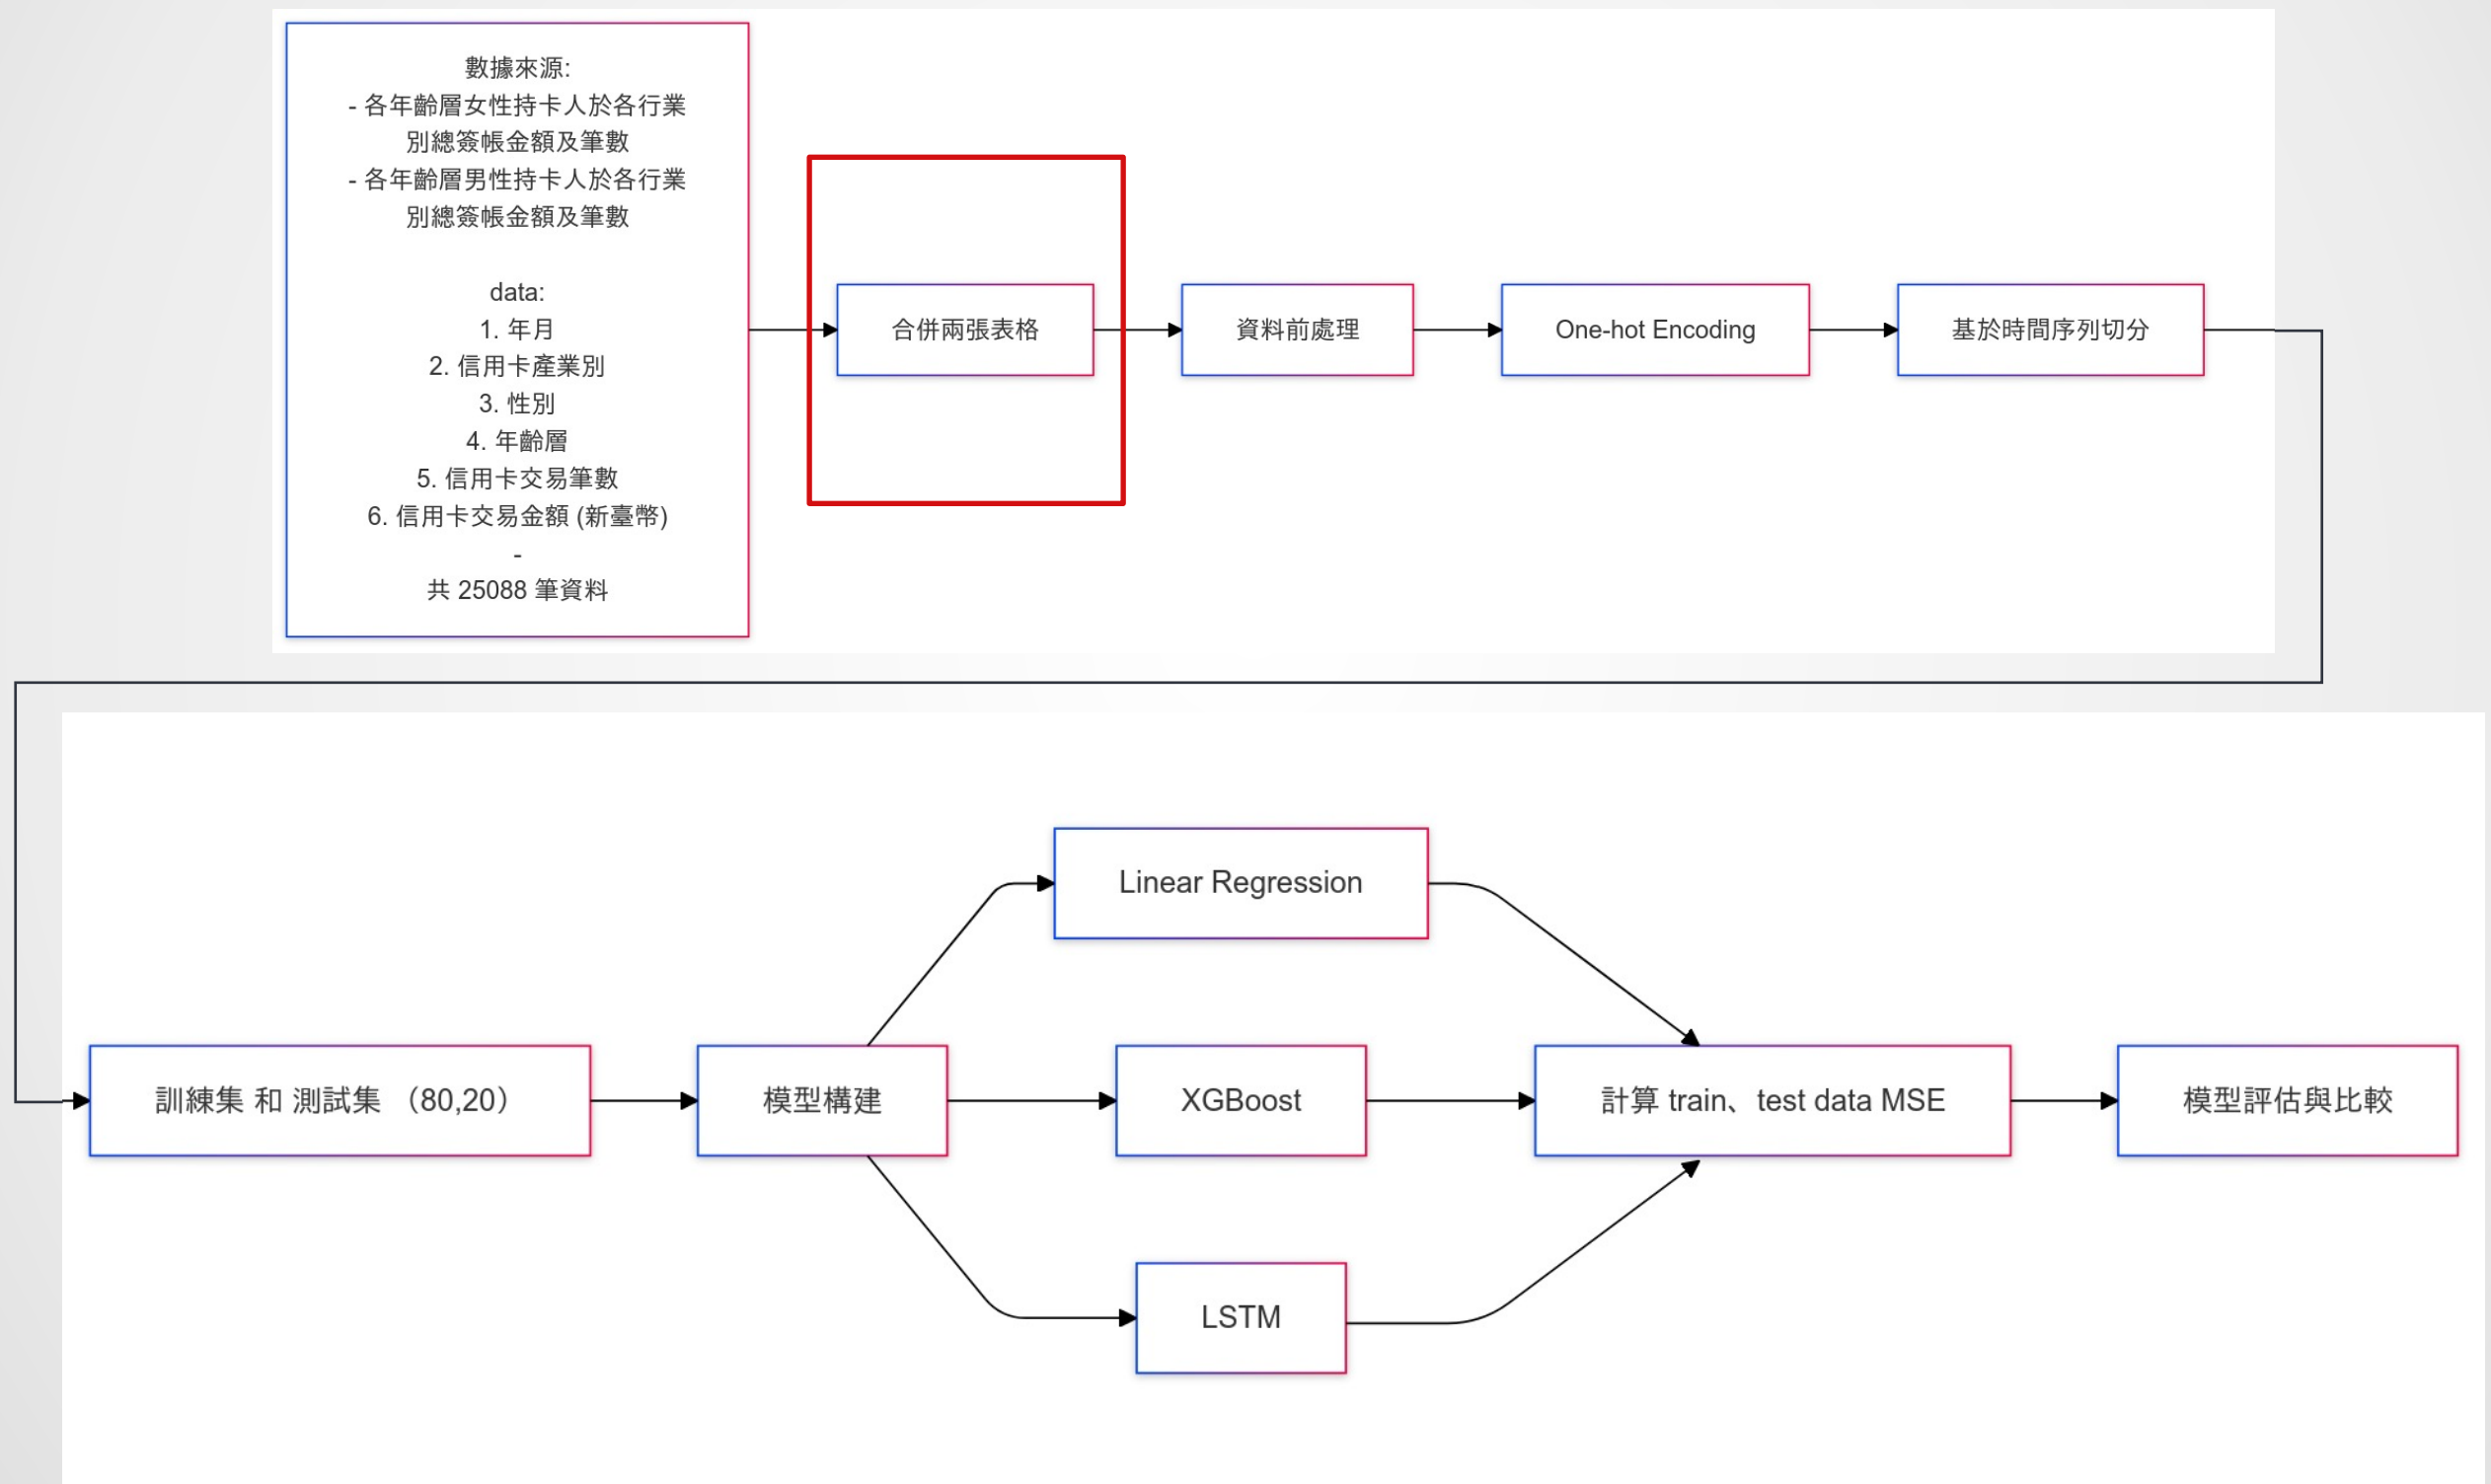 數據來源:
- 各年齡層女性持卡人於各行業
別總簽帳金額及筆數
- 各年齡層男性持卡人於各行業
別總簽帳金額及筆數
data:
1. 年月
2. 信用卡產業別
3. 性別
4. 年齡層
5. 信用卡交易筆數
6. 信用卡交易金額 (新臺幣)
-
共 25088 筆資料
合併兩張表格
資料前處理
One-hot Encoding
基於時間序列切分
訓練集 和 測試集 （80,20）
模型構建
Linear Regression
XGBoost
LSTM
計算 train、test data MSE
模型評估與比較